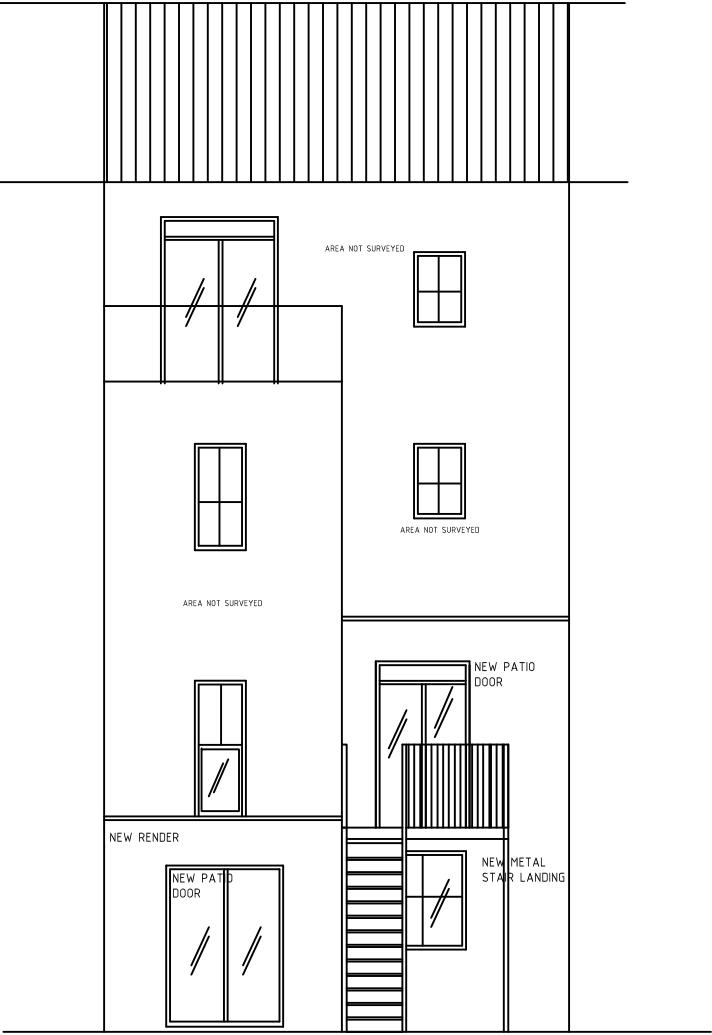 AREA NOT SURVEYED
AREA NOT SURVEYED
AREA NOT SURVEYED
NEW PATIO
DOOR
NEW RENDER
NEW PATIO
DOOR
NEW METAL
STAIR LANDING